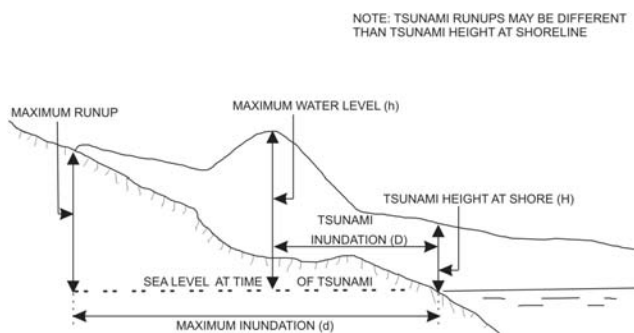 NOTE: TSUNAMI RUNUPS MAY BE DIFFERENT
THAN TSUNAMI HEIGHT AT SHORELINE
MAXIMUM WATER LEVEL (h)
MAXIMUM RUNUP
TSUNAMI HEIGHT AT SHORE (H)
TSUNAMI
INUNDATION (D)
SEA LEVEL AT TIME OF TSUNAMI
MAXIMUM INUNDATION (d)